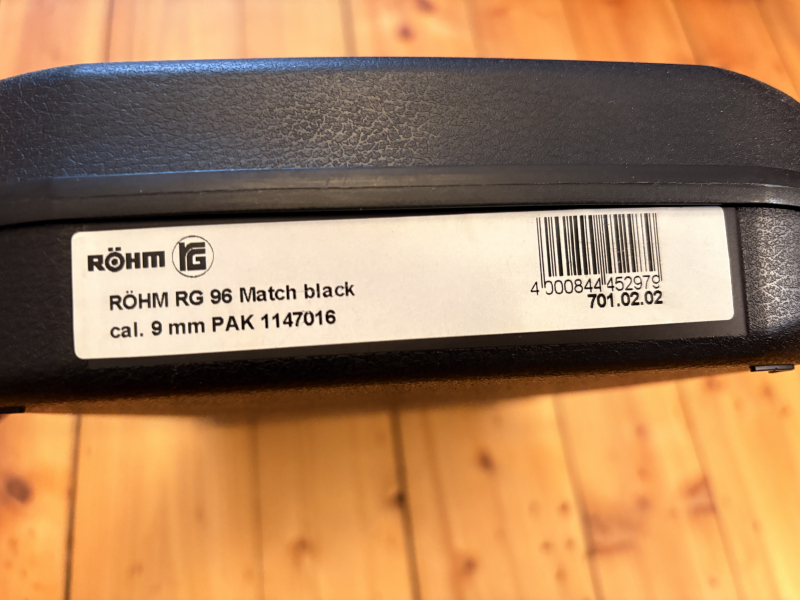 RÖHM RG
RÖHM RG 96 Match black
cal. 9 mm PAK 1147016
4 000844 452979
701.02.02